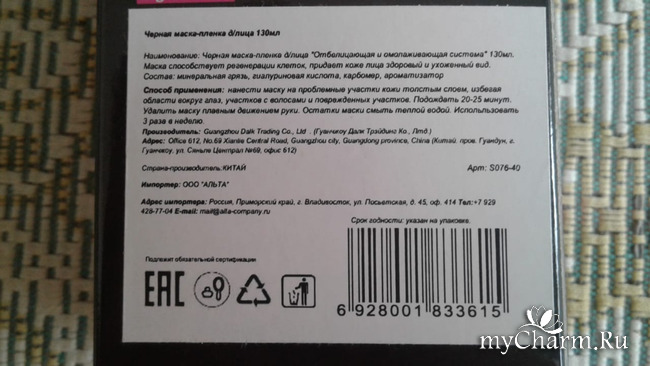 Черная маска-пленка д/лица 130мл
Наименование: Черная маска-пленка д/лица "Отбелицающая и омолаживающая система" 130мл.
Маска способствует регенерации клеток, придает коже лица здоровый и ухоженный вид.
Состав: минеральная грязь, гиалуриновая кислота, карбомер, ароматизатор
Способ применения: нанести маску на проблемные участки кожи толстым слоем, избегая
области вокруг глаз, участков с волосами и поврежденных участков. Подождать 20-25 минут.
Удалить маску плавным движением руки. Остатки маски смыть теплой водой. Использовать
3 раза в неделю.
Производитель: Guangzhou Dalk Trading Co., Ltd . (Гуанчжоу Далк Трэйдинг Ко., Лтд.)
Адрес: Office 612, No.69 Xianlie Central Road, Guangzhou city, Guangdong province, China (Китай. пров. Гуандун, г.
Гуанчжоу, ул. Саньле Централ №69, офис 612)
Страна-производитель: КИТАЙ
Арт: S076-40
Импортер: ООО "АЛЬТА"
Адрес импортера: Россия, Приморский край, г. Владивосток, ул. Посьетская, д. 45, оф. 414 Тел:+7 929
428-77-04 E-mail: mail@alta-company.ru
Срок годности: указан на упаковке.
Подлежит обязательной сертификации
EAC
6 928001 833615
myCharm.Ru